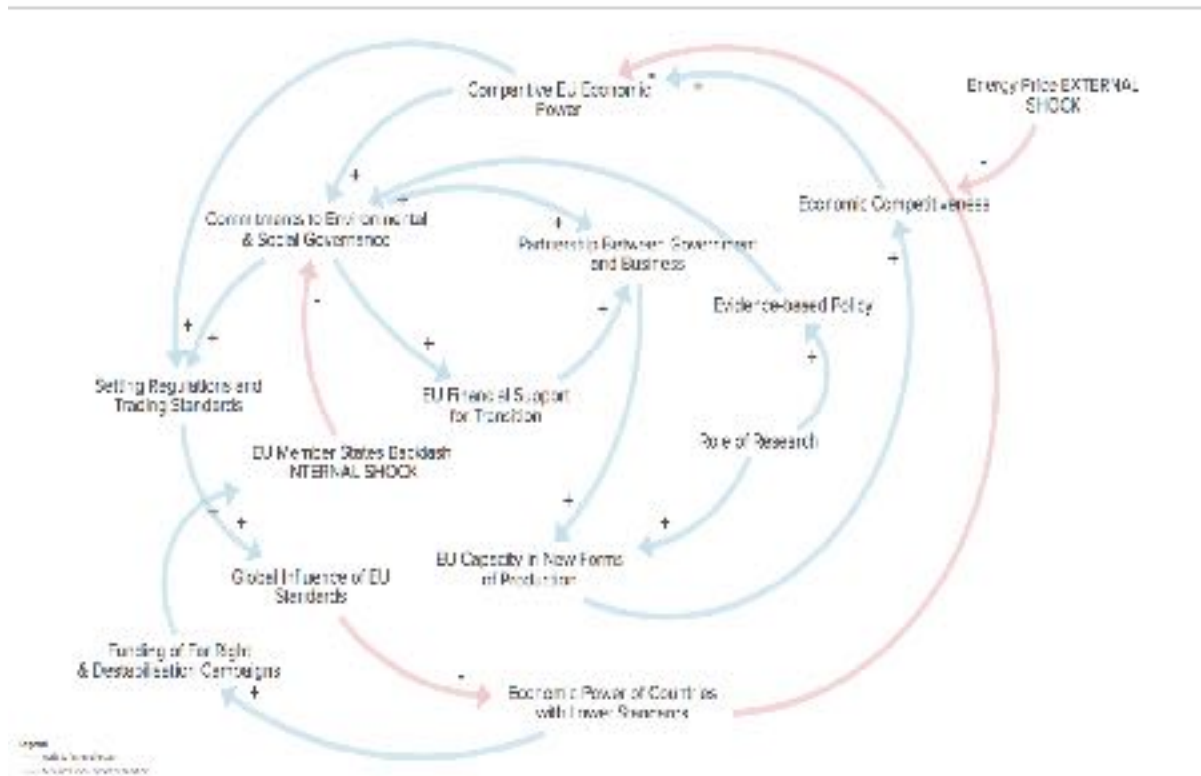 Comparitive EU Economic
Power
Energy Price EXTERNAL
SHOCK
Economic Competitiveness
Commitments to Environmental
& Social Governance
Partnership Between Government
and Business
Evidence-based Policy
Setting Regulations and
Trading Standards
EU Financial Support
for Transition
Role of Research
EU Member States Backlash
INTERNAL SHOCK
EU Capacity in New Forms
of Production
Global Influence of EU
Standards
Funding of Far Right
& Destabilisation Campaigns
Economic Power of Countries
with Lower Standards
Legend